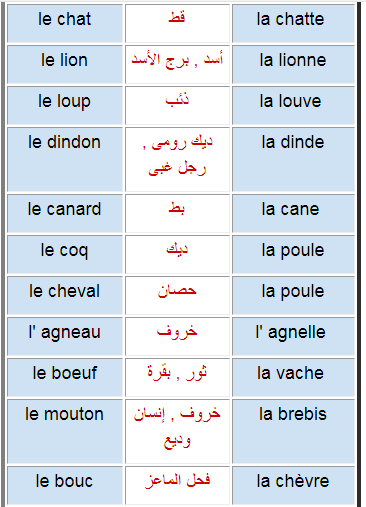 le chat قط la chatte
le lion أسد , برج الأسد la lionne
le loup ذئب la louve
le dindon ديك رومى , la dinde
رجل غبى
le canard بط la cane
le coq ديك la poule
le cheval حصان la poule
l' agneau خروف l' agnelle
le boeuf ثور , بقرة la vache
le mouton خروف , إنسان la brebis
وديع
le bouc فحل الماعز la chèvre